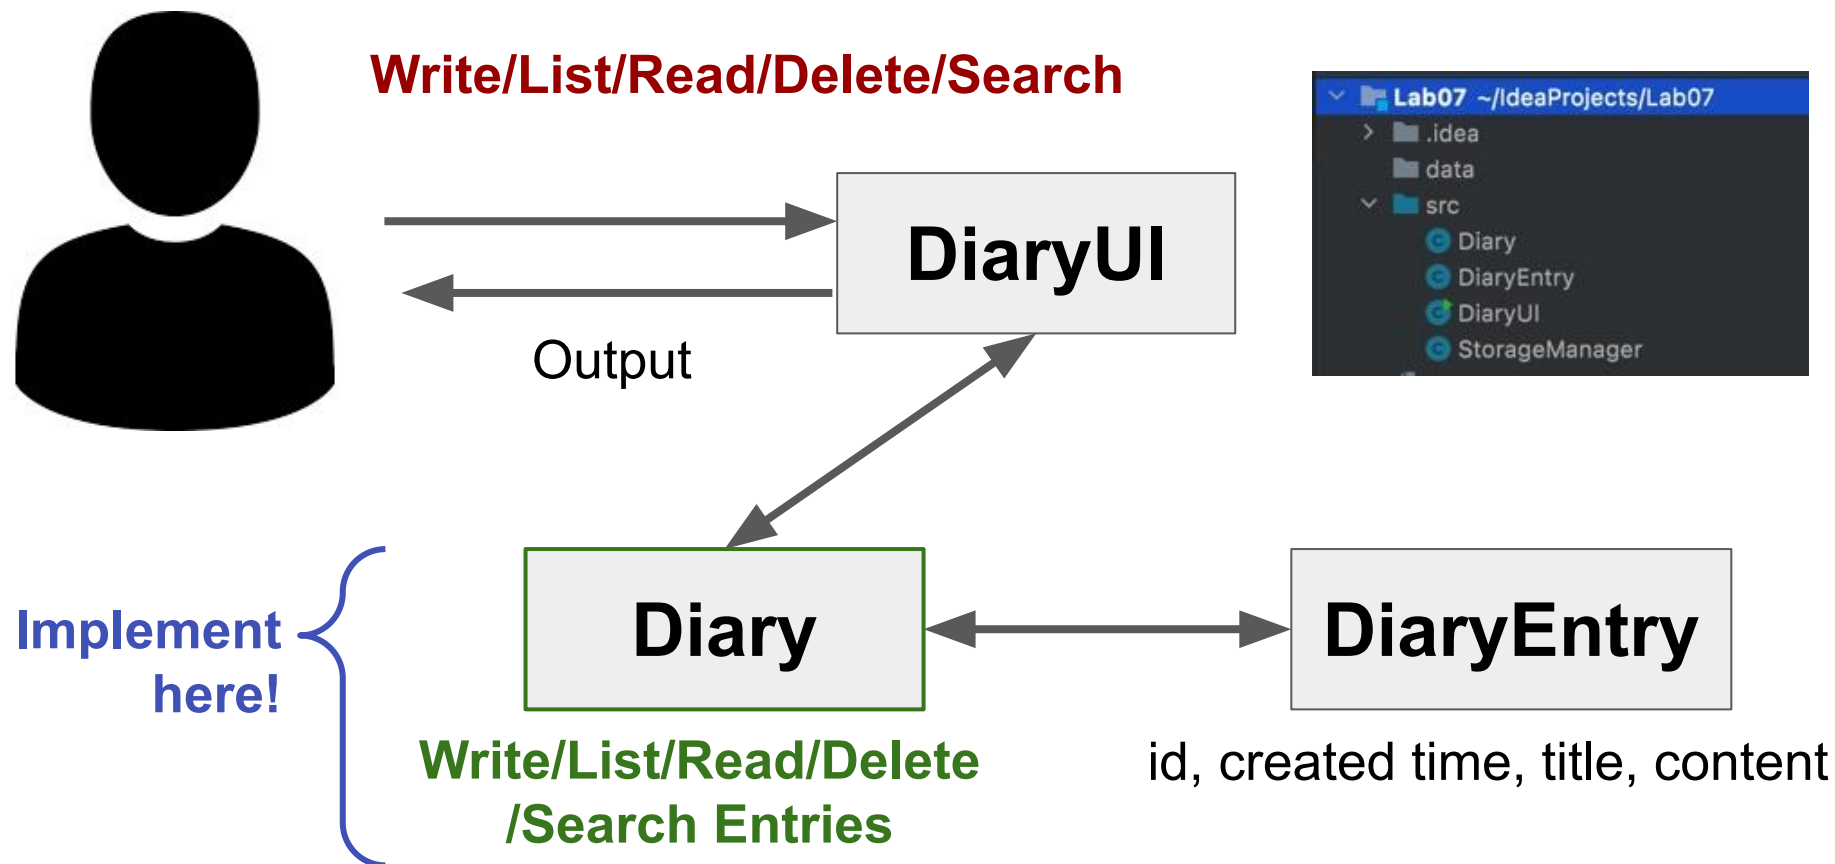 Write/List/Read/Delete/Search
Lab07 ~/IdeaProjects/Lab07
.idea
data
src
Diary
DiaryEntry
DiaryUI
StorageManager
DiaryUI
Output
Implement
here!
Diary
DiaryEntry
Write/List/Read/Delete
/Search Entries
id, created time, title, content